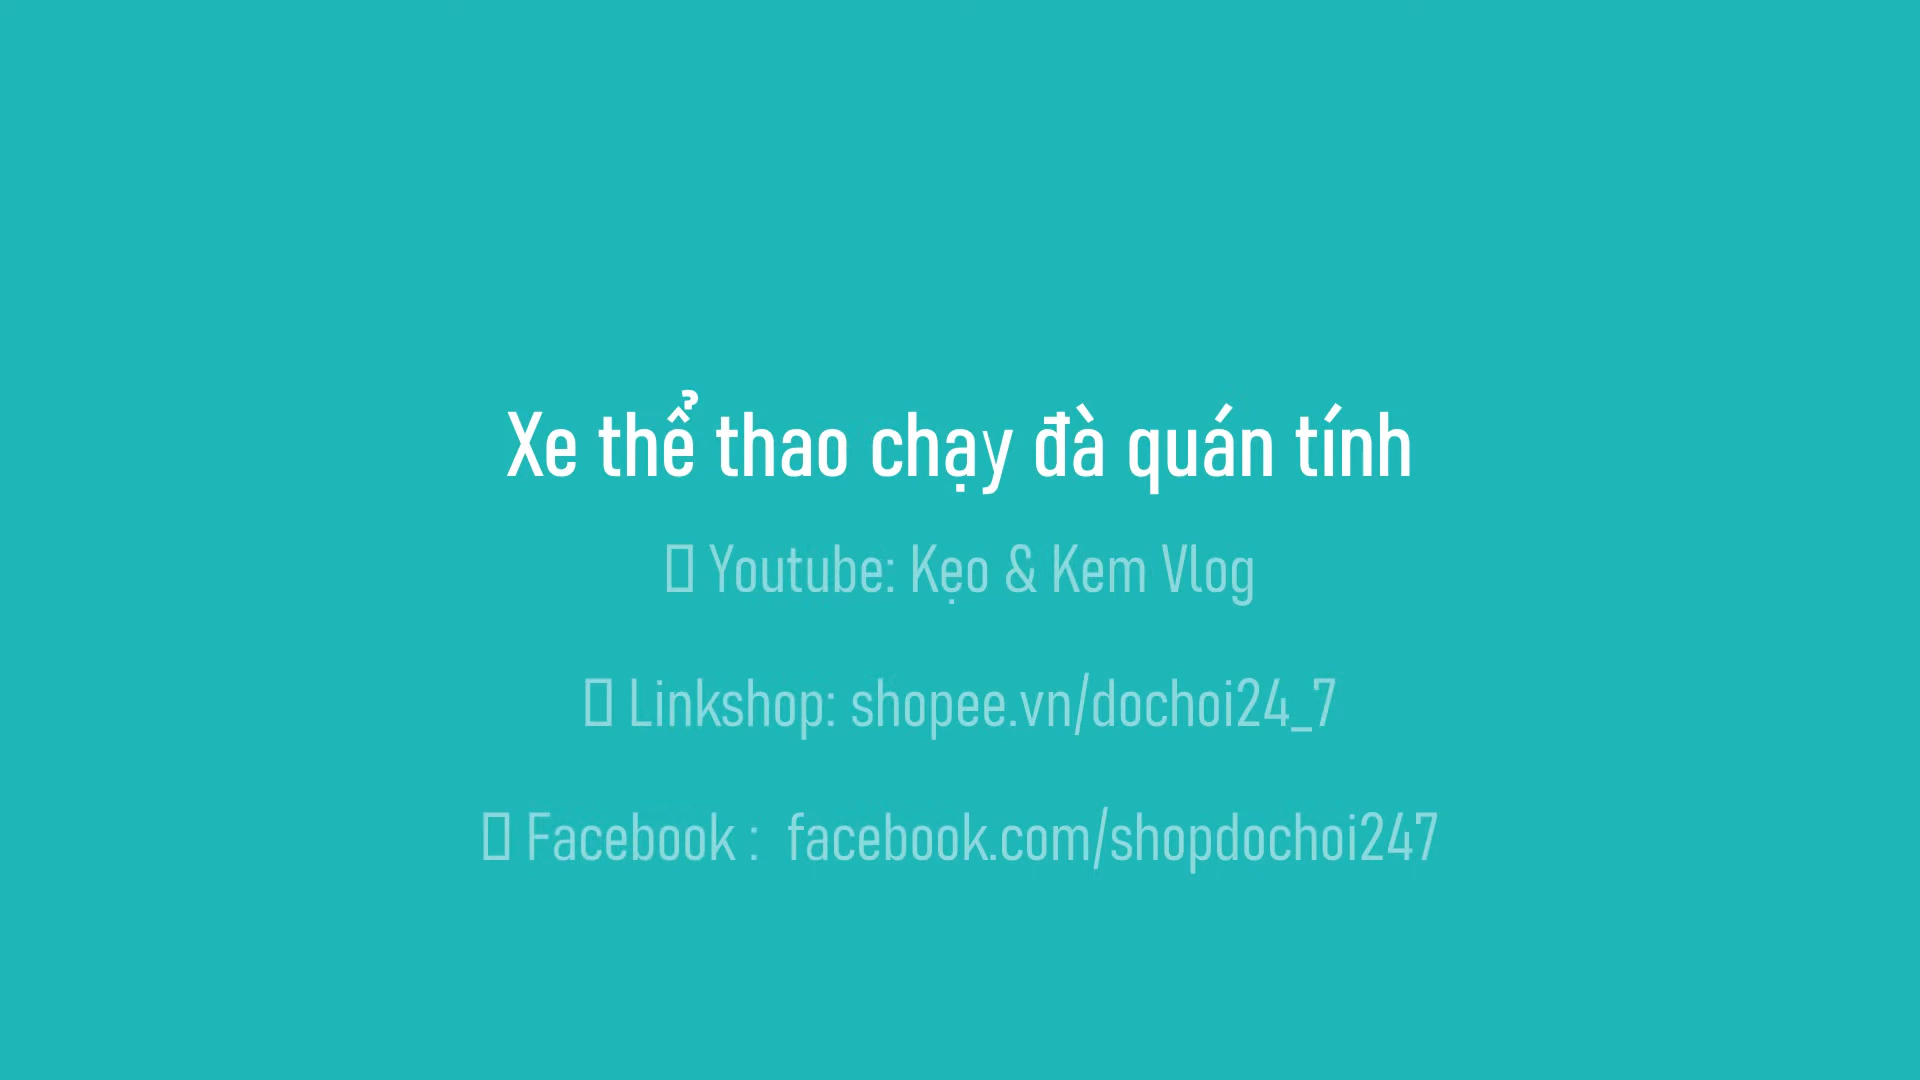 Xe thể thao chạy đà quán tính
▯ Youtube: Kẹo & Kem Vlog
▯ Linkshop: shopee.vn/dochoi24_7
▯ Facebook :  facebook.com/shopdochoi247